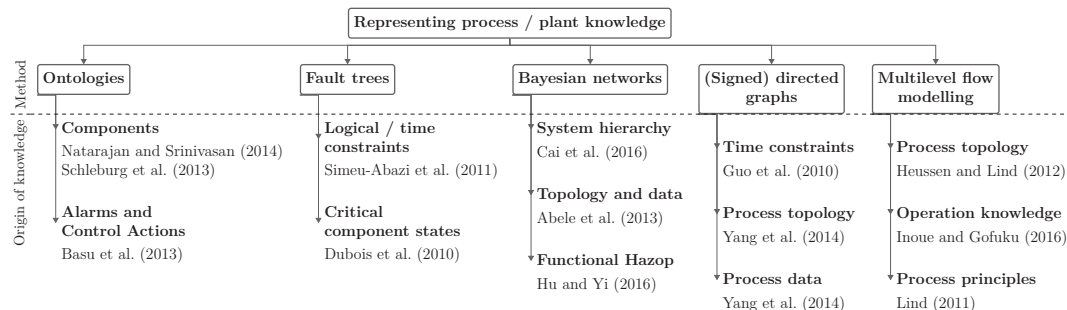 Representing process / plant knowledge
Method
Ontologies
Fault trees
Bayesian networks
(Signed) directed
graphs
Multilevel flow
modelling
Origin of knowledge
Components
Natarajan and Srinivasan (2014)
Schleburg et al. (2013)
Alarms and
Control Actions
Basu et al. (2013)
Logical / time
constraints
Simeu-Abazi et al. (2011)
Critical
component states
Dubois et al. (2010)
System hierarchy
Cai et al. (2016)
Topology and data
Abele et al. (2013)
Functional Hazop
Hu and Yi (2016)
Time constraints
Guo et al. (2010)
Process topology
Yang et al. (2014)
Process data
Yang et al. (2014)
Process topology
Heussen and Lind (2012)
Operation knowledge
Inoue and Gofuku (2016)
Process principles
Lind (2011)